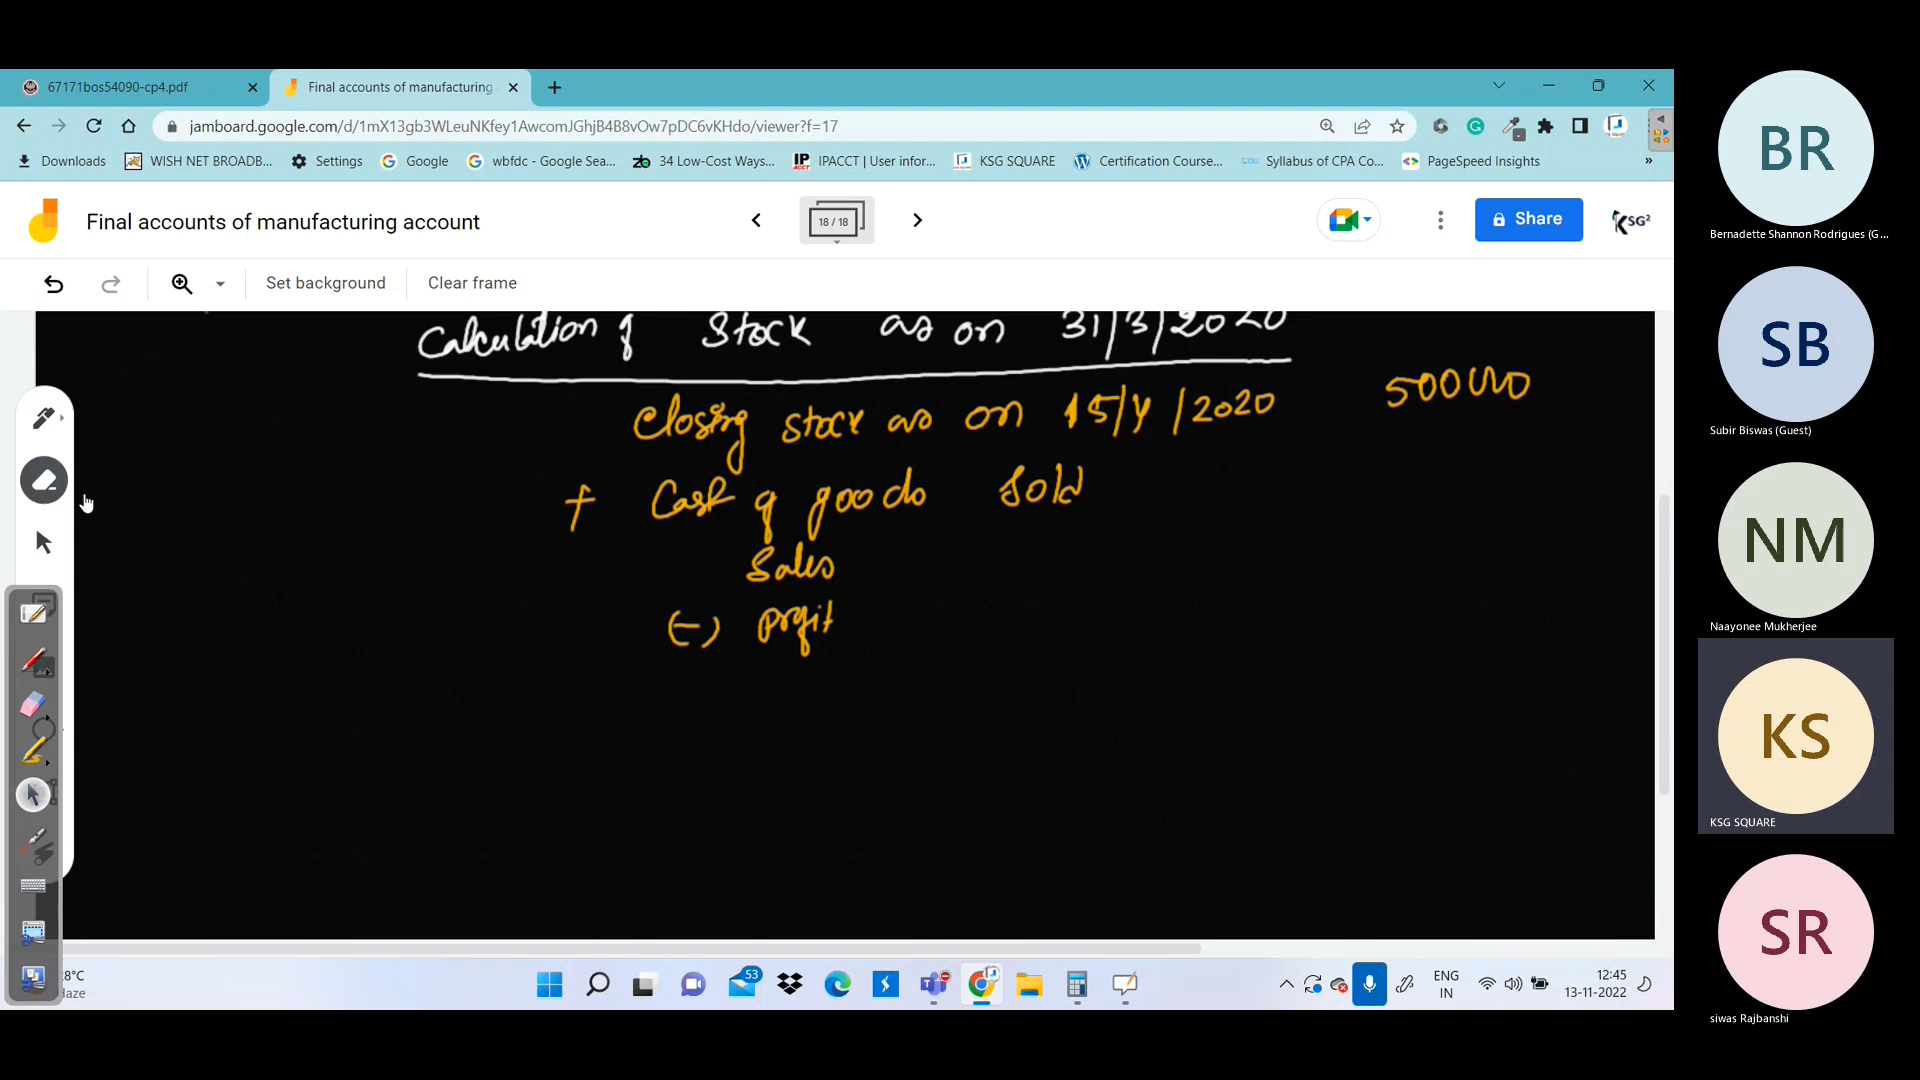 67171bos54090-cp4.pdf
Final accounts of manufacturing
jamboard.google.com/d/1mX13gb3WLeuNKfey1AwcomJGhjB4B8vOw7pDC6vKHdo/viewer?f=17
Downloads WISH NET BROADB... Settings Google wbfdc - Google Sea... 34 Low-Cost Ways... IPACCT | User infor... KSG SQUARE Certification Course... Syllabus of CPA Co... PageSpeed Insights »
Final accounts of manufacturing account
18 / 18
Share
KSG²
Set background Clear frame
Calculation of Stock as on 31/3/2020
Closing stock as on 15/4/2020 500000
+ Cost of goods sold
Sales
(-) Profit
BR
Bernadette Shannon Rodrigues (G...
SB
Subir Biswas (Guest)
NM
Naayonee Mukherjee
KS
KSG SQUARE
SR
siwas Rajbanshi
8°C
53
ENG
IN
12:45
13-11-2022